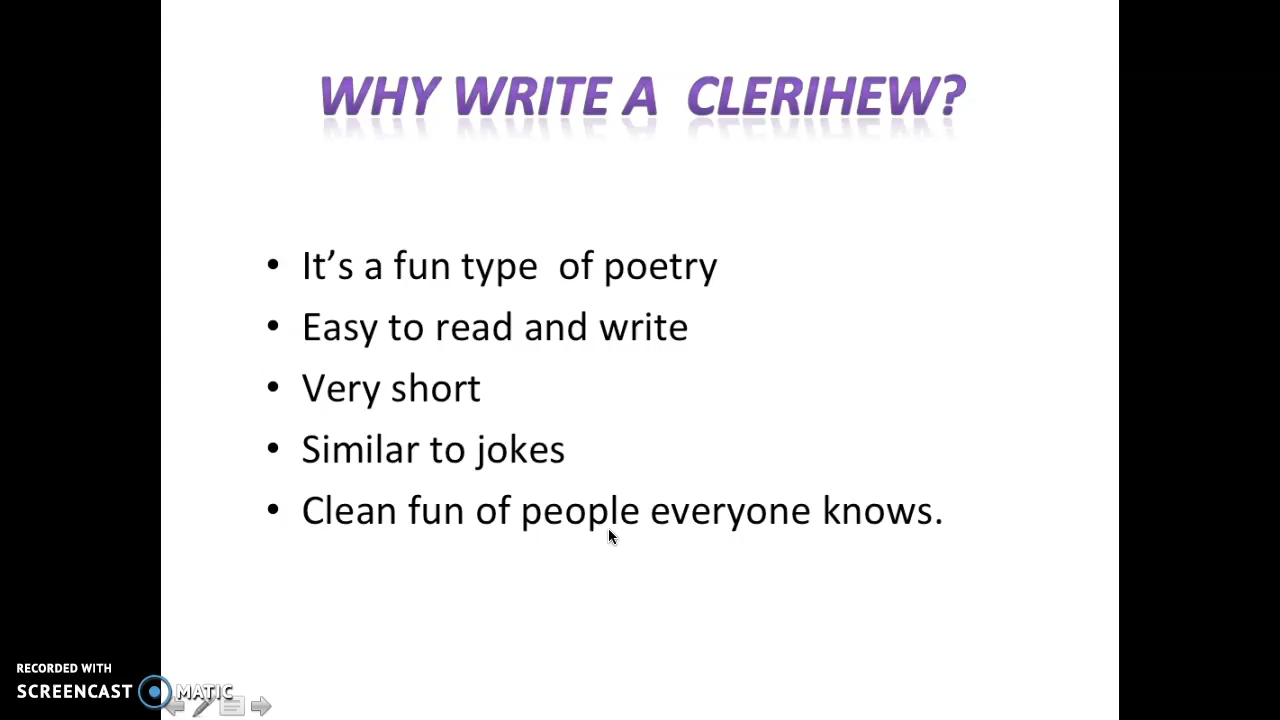 WHY WRITE A CLERIHEW?
• It’s a fun type of poetry
• Easy to read and write
• Very short
• Similar to jokes
• Clean fun of people everyone knows.
RECORDED WITH
SCREENCAST MATIC